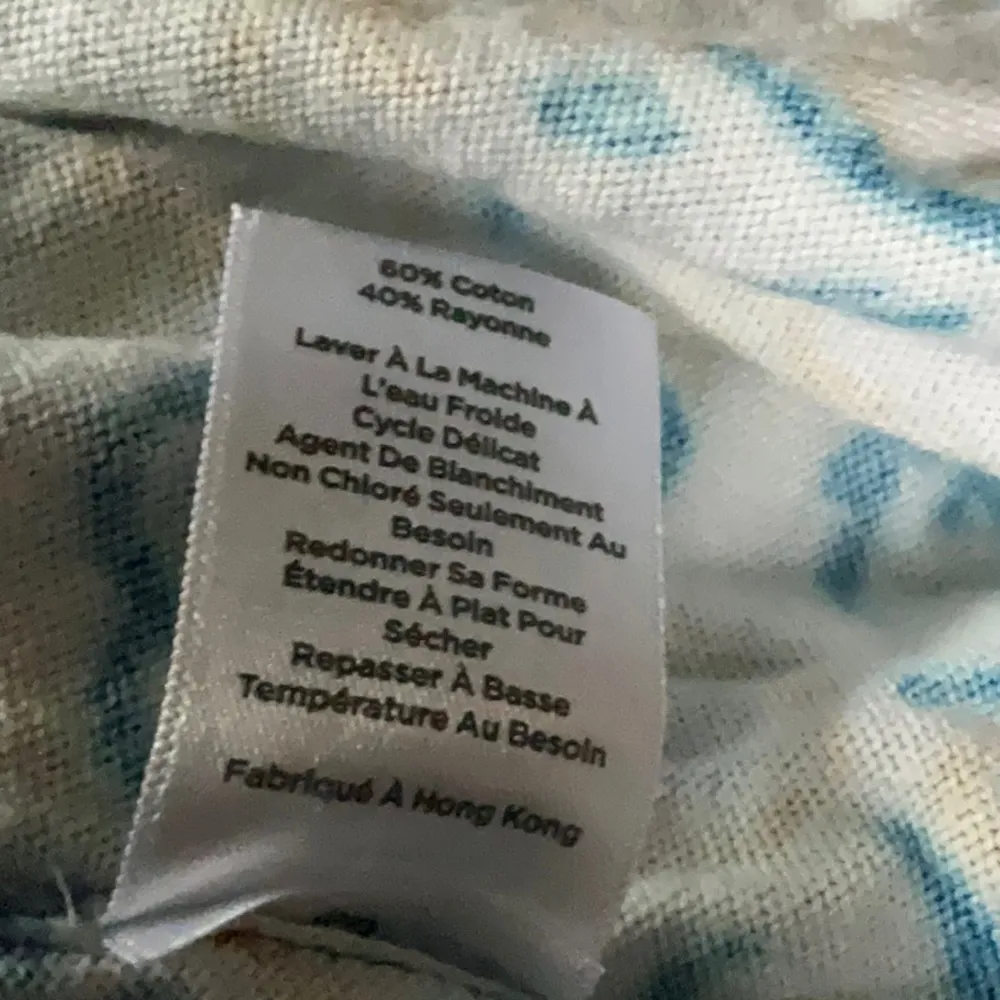 60% Coton
40% Rayonne
Laver À La Machine À
L'eau Froide
Cycle Délicat
Agent De Blanchiment
Non Chloré Seulement Au
Besoin
Redonner Sa Forme
Étendre À Plat Pour
Sécher
Repasser À Basse
Température Au Besoin
Fabriqué À Hong Kong